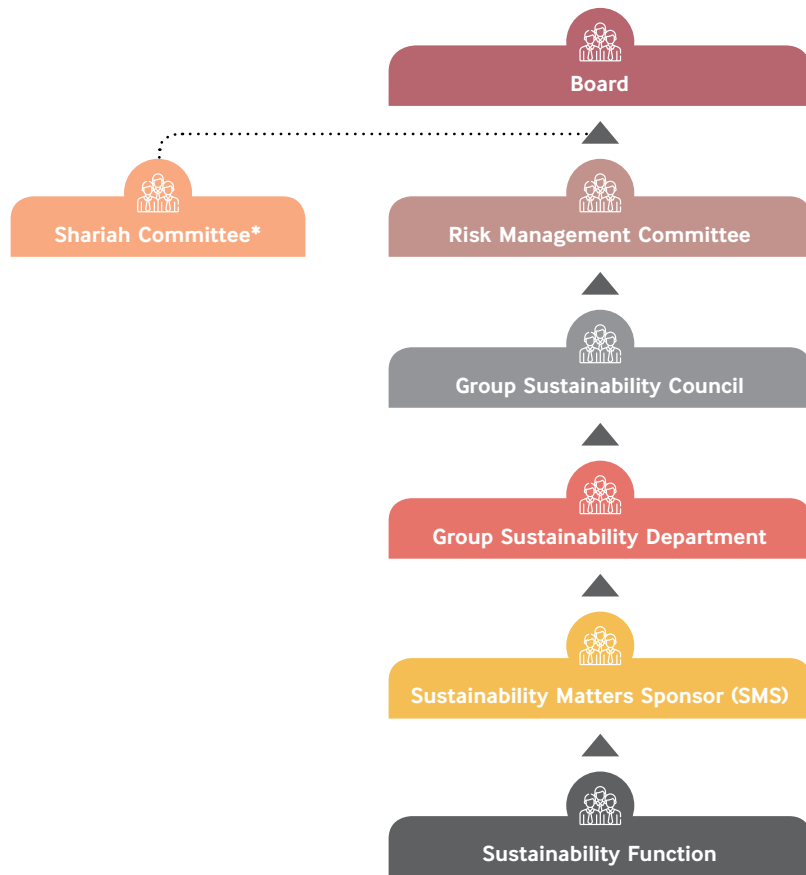 Board
Shariah Committee*
Risk Management Committee
Group Sustainability Council
Group Sustainability Department
Sustainability Matters Sponsor (SMS)
Sustainability Function